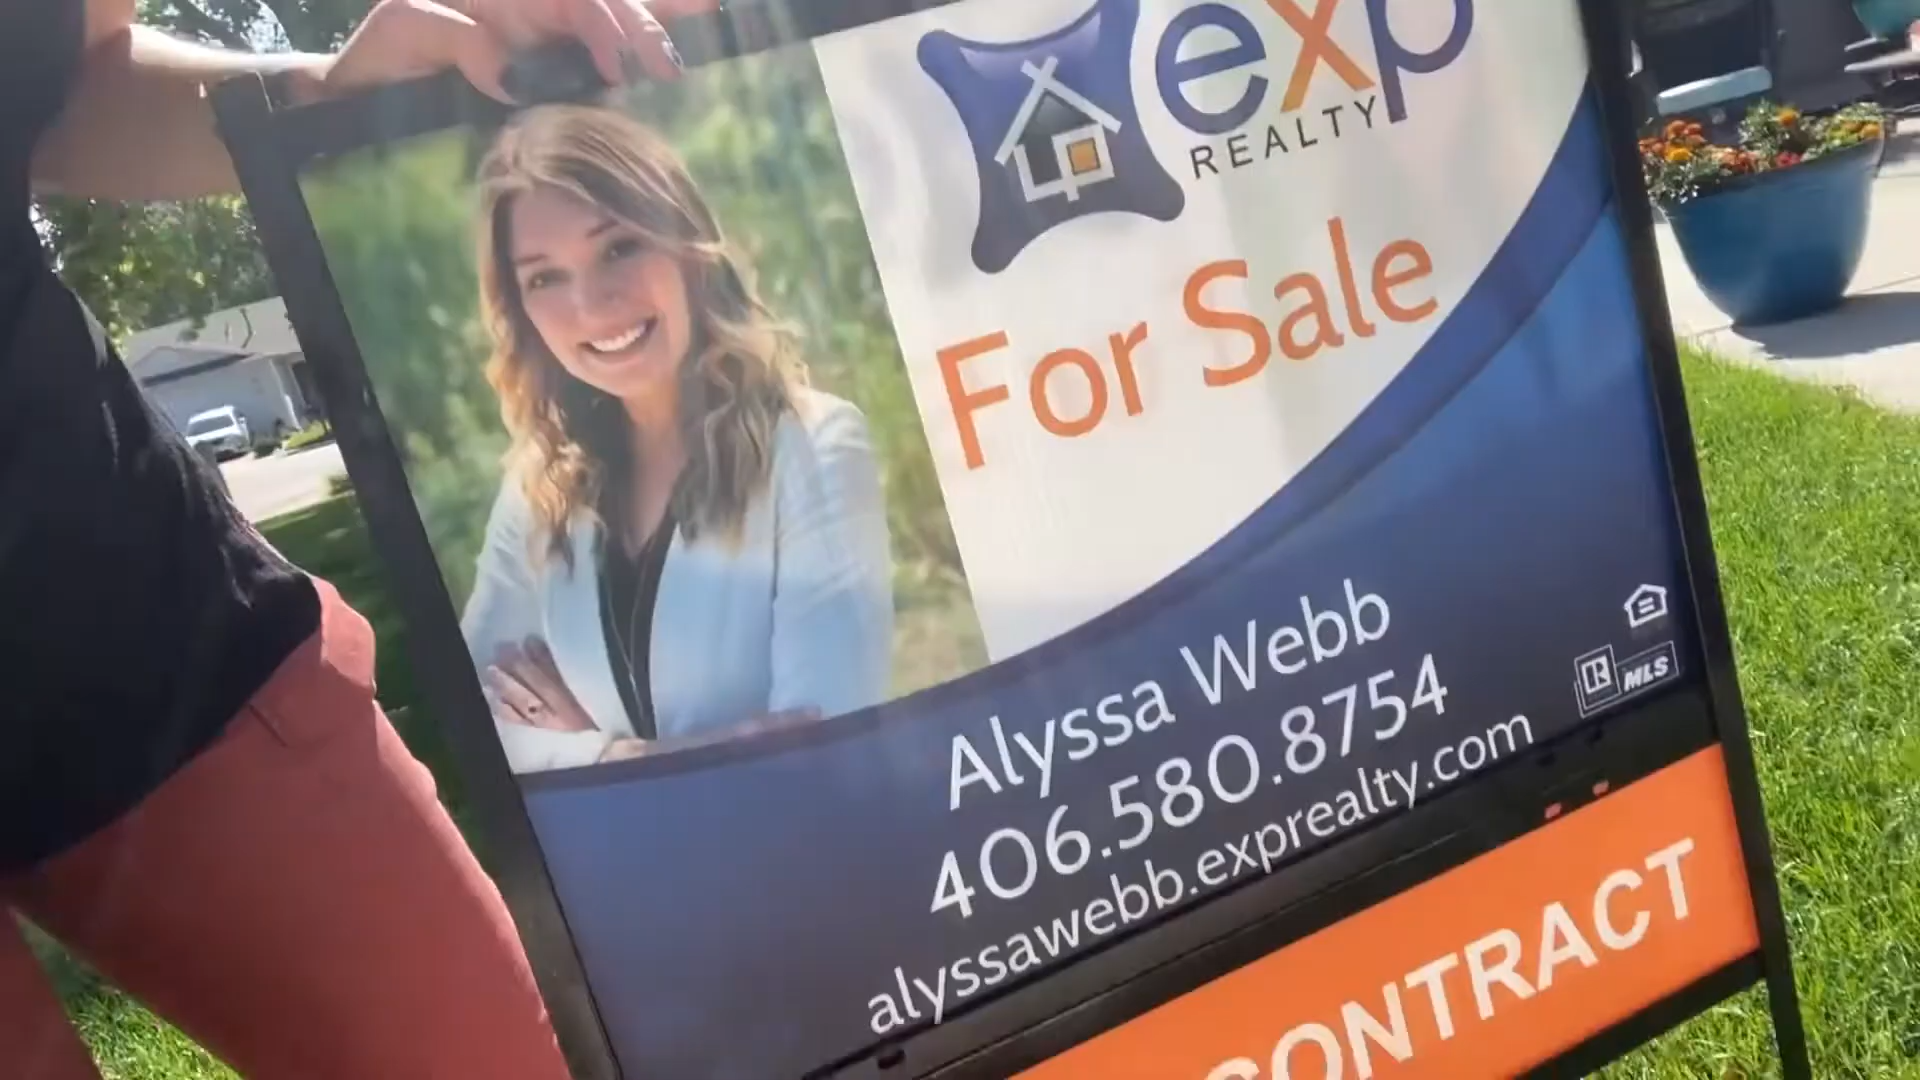 exp
REALTY
For Sale
Alyssa Webb
406.580.8754
alyssawebb.exprealty.com
R MLS
CONTRACT